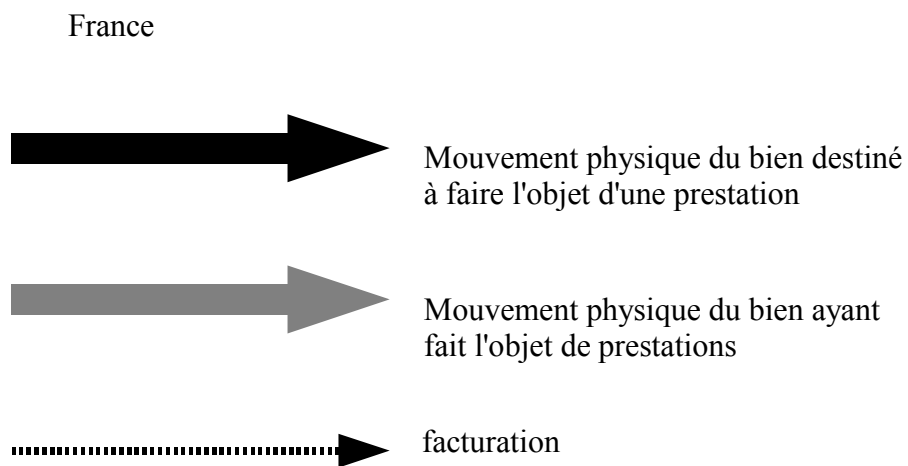 France
Mouvement physique du bien destiné
à faire l'objet d'une prestation
Mouvement physique du bien ayant
fait l'objet de prestations
facturation